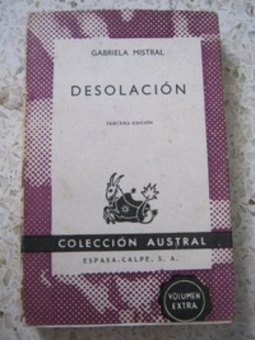 GABRIELA MISTRAL
DESOLACIÓN
TERCERA EDICIÓN
COLECCIÓN AUSTRAL
ESPASA-CALPE, S. A.
VOLUMEN
EXTRA